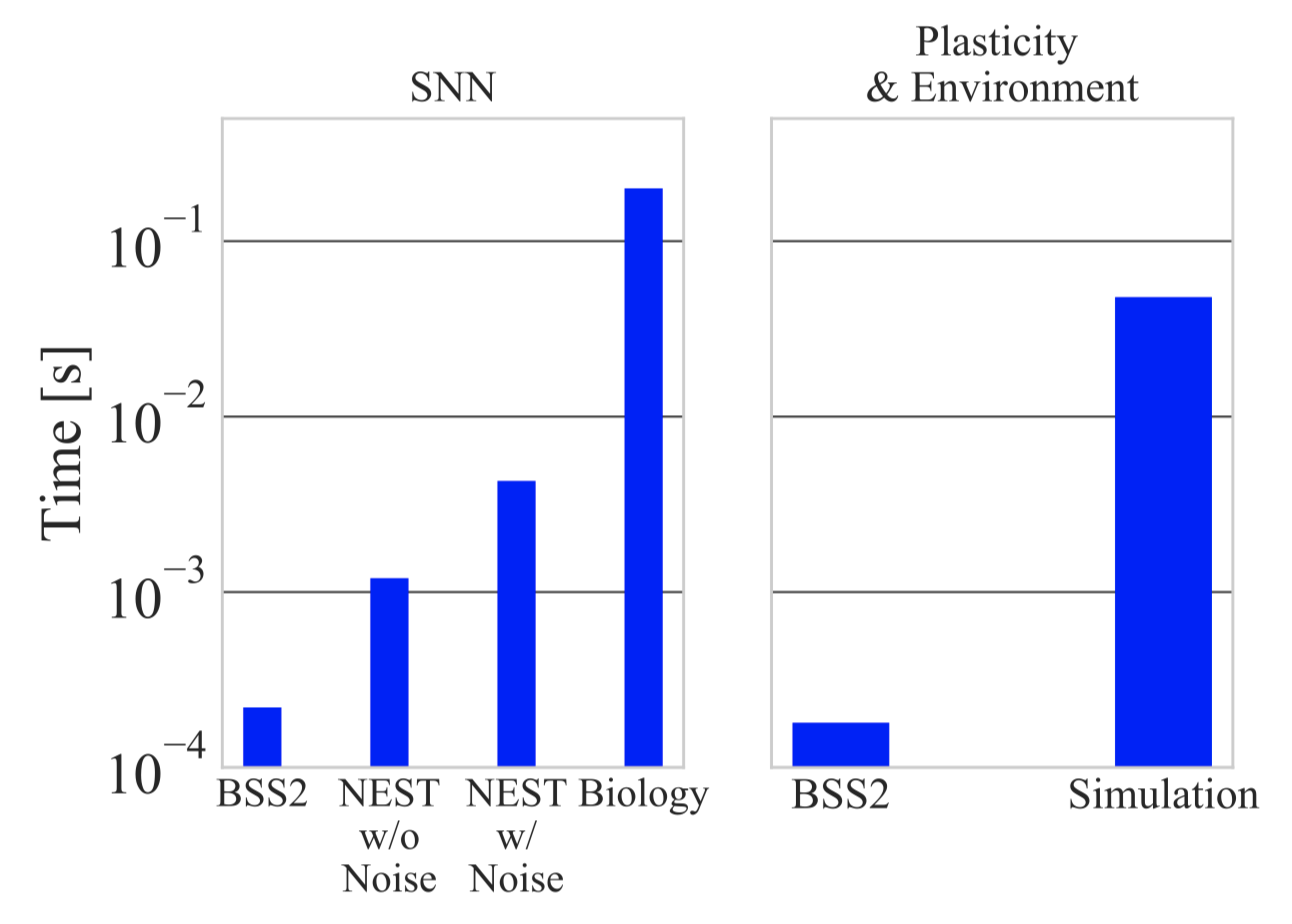 SNN
Plasticity
& Environment
Time [s]
10⁻¹
10⁻²
10⁻³
10⁻⁴
BSS2
NEST
w/o
Noise
NEST
w/
Noise
Biology
BSS2
Simulation